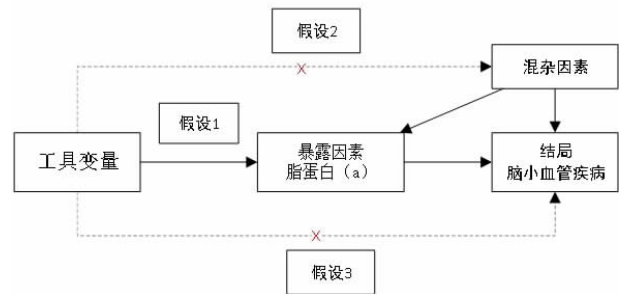 假设2
混杂因素
X
假设1
工具变量
暴露因素
脂蛋白（a）
结局
脑小血管疾病
X
假设3